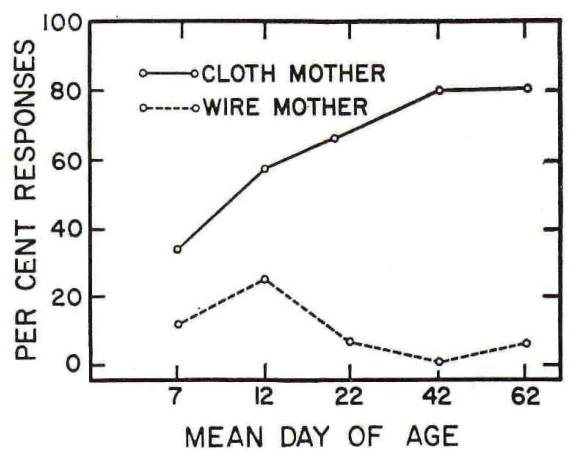 100
80
60
40
20
0
PER CENT RESPONSES
CLOTH MOTHER
WIRE MOTHER
7 12 22 42 62
MEAN DAY OF AGE